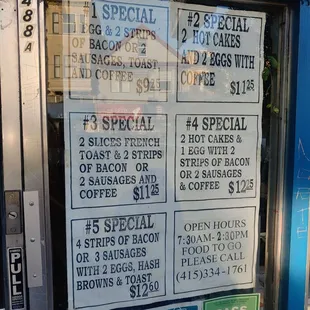 488A
#1 SPECIAL
1 EGG & 2 STRIPS
OF BACON OR 2
SAUSAGES, TOAST
AND COFFEE
#2 SPECIAL
2 HOT CAKES
AND 2 EGGS WITH
COFFEE
$11.25
#3 SPECIAL
2 SLICES FRENCH
TOAST & 2 STRIPS
OF BACON OR
2 SAUSAGES AND
COFFEE $11.25
#4 SPECIAL
2 HOT CAKES &
1 EGG WITH 2
STRIPS OF BACON
OR 2 SAUSAGES
& COFFEE $12.25
#5 SPECIAL
4 STRIPS OF BACON
OR 3 SAUSAGES
WITH 2 EGGS, HASH
BROWNS & TOAST
$12.60
OPEN HOURS
7:30AM- 2:30PM
FOOD TO GO
PLEASE CALL
(415)334-1761
PULL